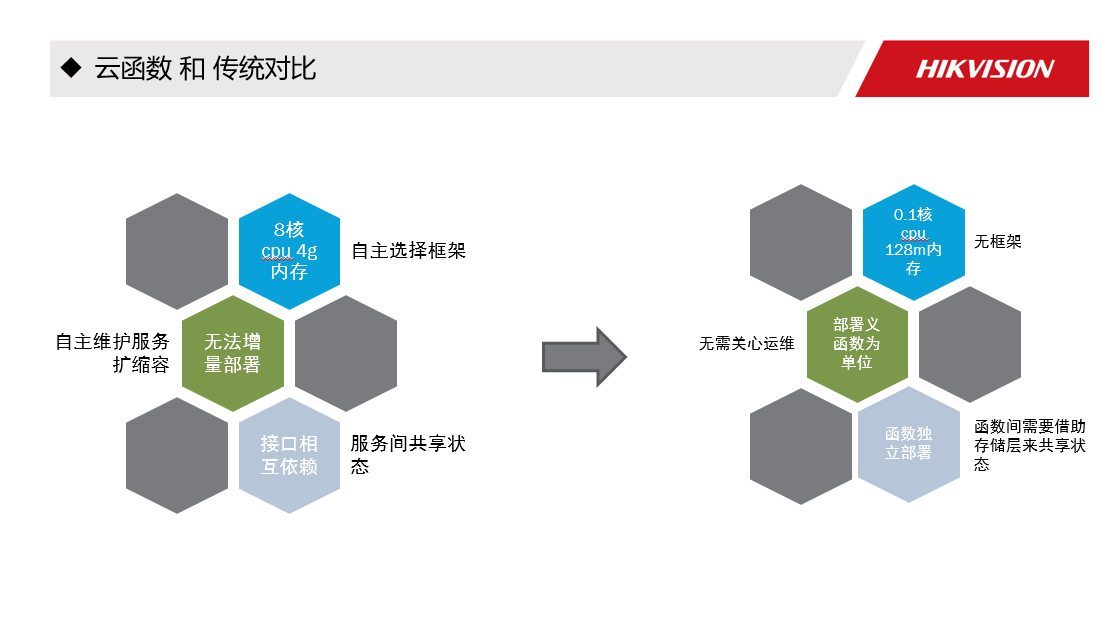 ◆ 云函数 和 传统对比
HIKVISION
8核
cpu 4g
内存
自主选择框架
自主维护服务
扩缩容
无法增
量部署
接口相
互依赖
服务间共享状
态
0.1核
cpu
128m内
存
无框架
无需关心运维
部署义
函数为
单位
函数独
立部署
函数间需要借助
存储层来共享状
态